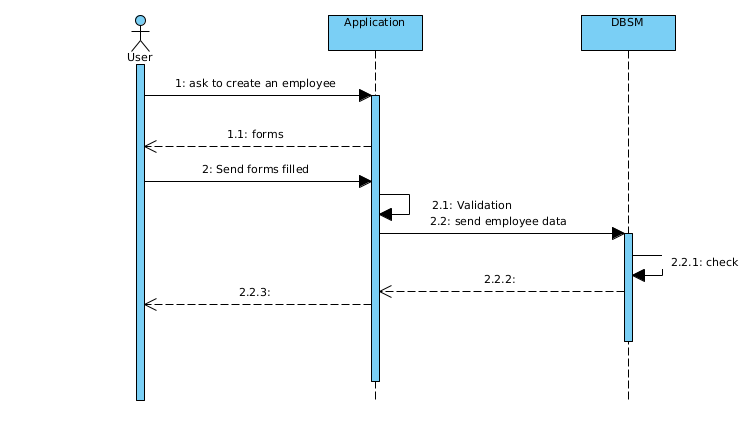 Application
DBSM
User
1: ask to create an employee
1.1: forms
2: Send forms filled
2.1: Validation
2.2: send employee data
2.2.1: check
2.2.2:
2.2.3: